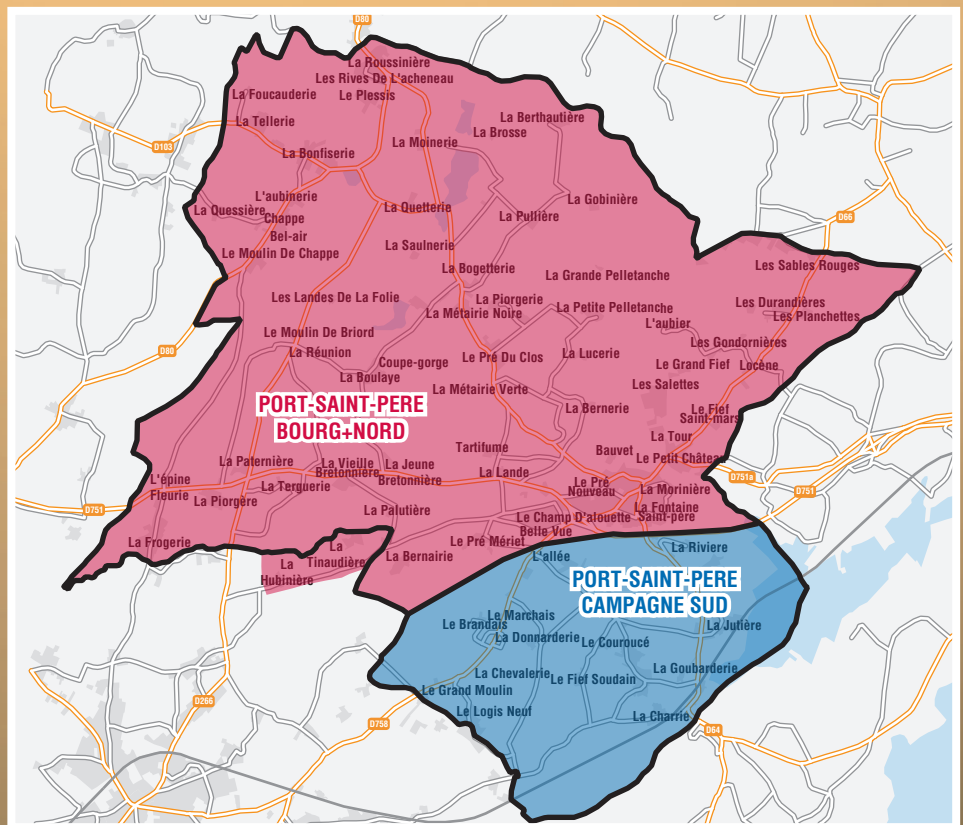 D80
La Roussinière
Les Rives De L'acheneau
La Foucauderie
Le Plessis
La Berthautière
La Tellerie
La Brosse
La Moinerie
D103
La Bonfiserie
L'aubinerie
La Gobinière
La Quessière
La Quetterie
Chappe
La Pullière
D66
Bel-air
La Saulnerie
Le Moulin De Chappe
La Bogetterie
Les Sables Rouges
La Grande Pelletanche
Les Landes De La Folie
La Piorgerie
La Petite Pelletanche
Les Durandières
La Métairie Noire
Les Planchettes
L'aubier
Le Moulin De Briord
Les Gondornières
D80
La Réunion
Le Pré Du Clos
La Lucerie
Coupe-gorge
Le Grand Fief
Locène
La Boulaye
Les Salettes
La Métairie Verte
PORT-SAINT-PERE
BOURG+NORD
La Bernerie
Le Fief
Saint-mars
La Tour
Tartifume
Bauvet
Le Petit Château
La Paternière
La Vieille
Bretonnière
La Jeune
Bretonnière
La Lande
D751a
L'épine
Fleurie
La Terguerie
Le Pré
Nouveau
La Morinière
D751
La Piorgère
D751
La Palutière
La Fontaine
Saint-père
Le Champ D'alouette
Belle Vue
La Frogerie
Le Pré Mériet
La
Tinaudière
La Bernairie
L'allée
La Riviere
La
Hubinière
PORT-SAINT-PERE
CAMPAGNE SUD
Le Marchais
Le Brandais
La Jutière
La Donnarderie
Le Couroucé
La Chevalerie
La Goubarderie
Le Fief Soudain
Le Grand Moulin
D266
Le Logis Neuf
La Charrie
D758
D64